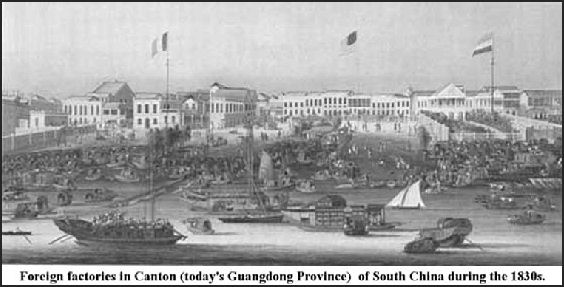 Foreign factories in Canton (today's Guangdong Province) of South China during the 1830s.